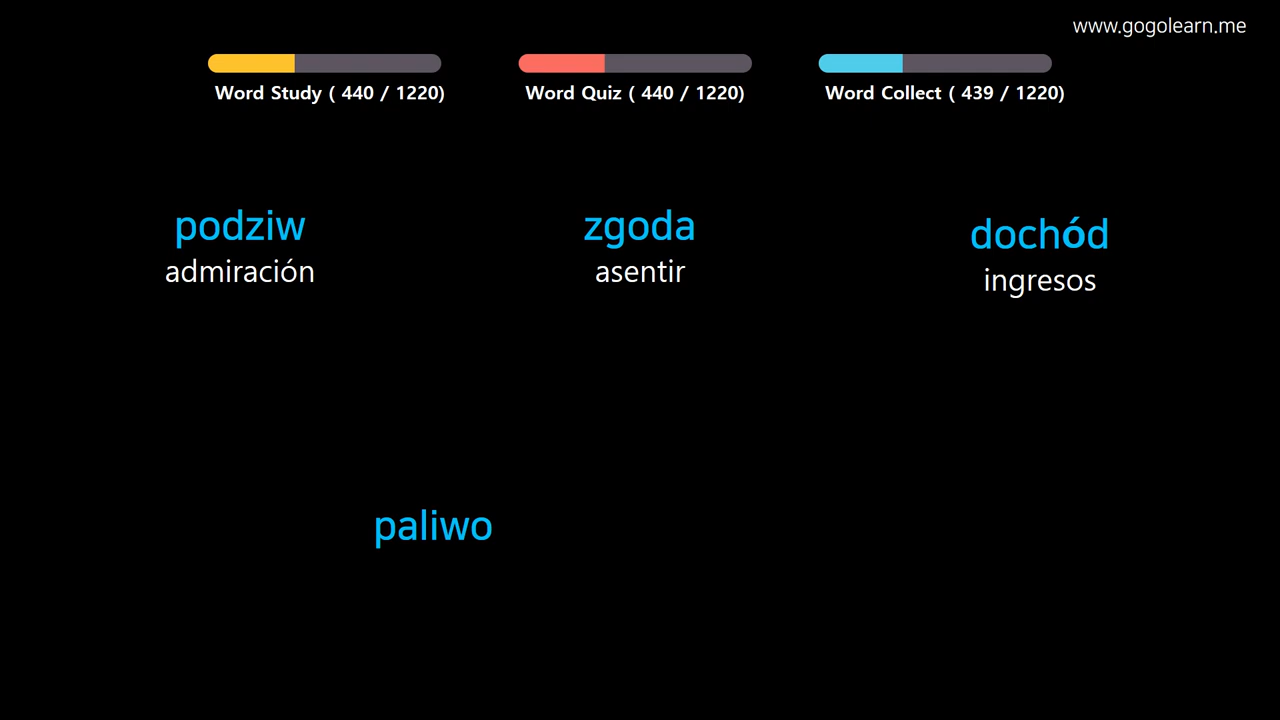 www.gogolearn.me
Word Study ( 440 / 1220)
Word Quiz ( 440 / 1220)
Word Collect ( 439 / 1220)
podziw
admiración
zgoda
asentir
dochód
ingresos
paliwo